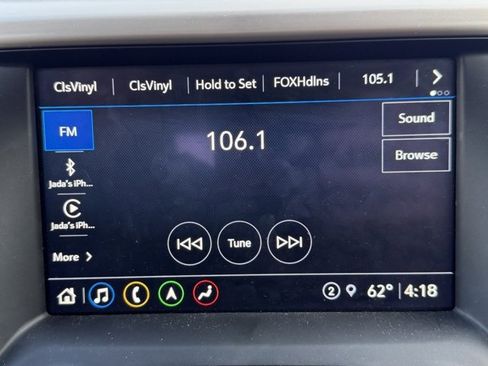 ClsVinyl ClsVinyl Hold to Set FOXHdlns 105.1
FM
106.1
Sound
Browse
Jada's iPh...
Jada's iPh...
Tune
More
2 62° 4:18